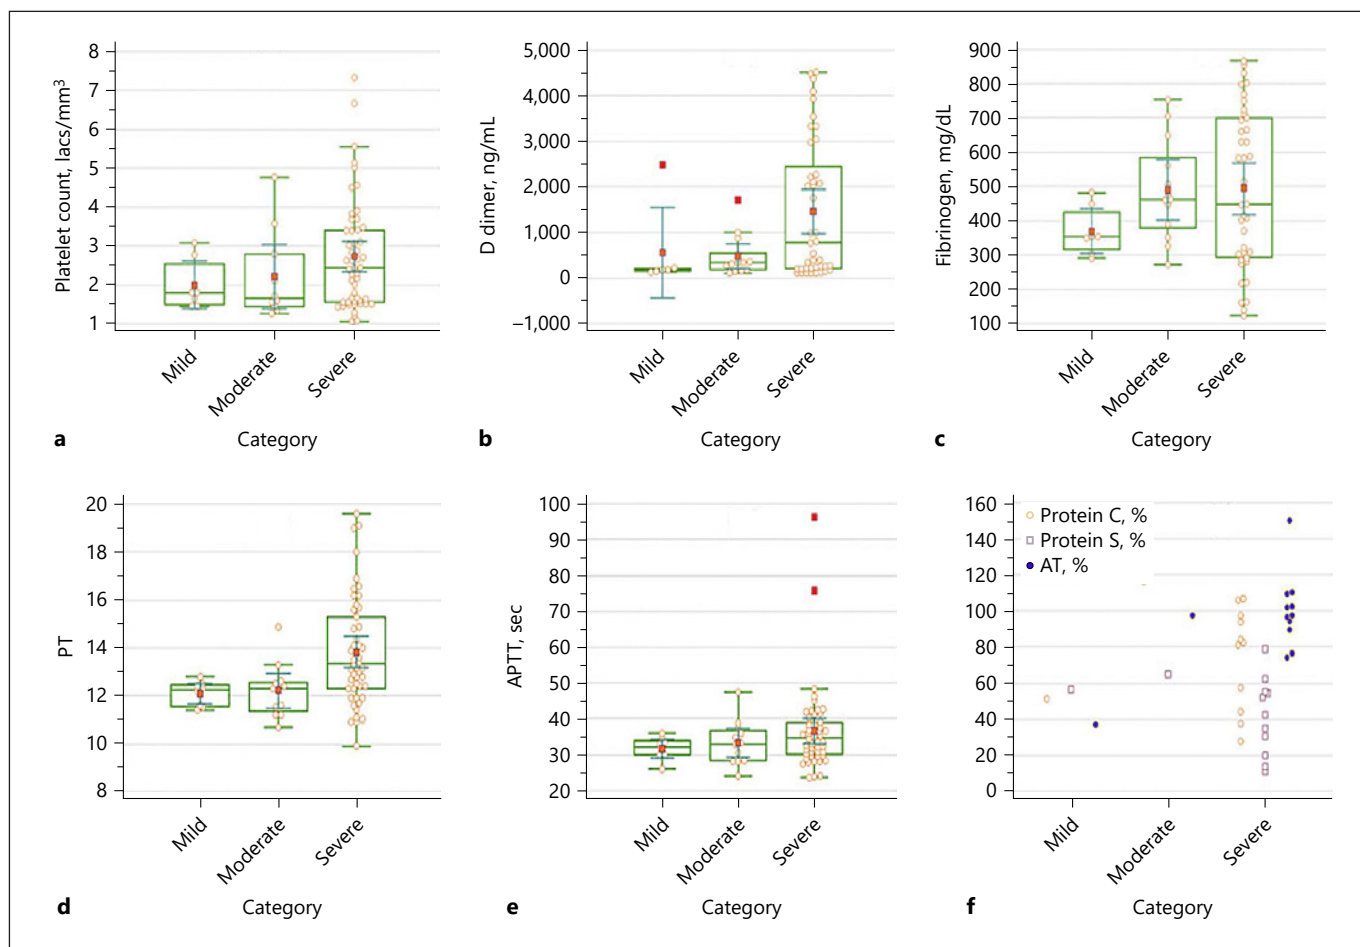 8
7
6
5
4
3
2
1
Platelet count, lacs/mm³
Mild
Moderate
Severe
a
Category
5,000
4,000
3,000
2,000
1,000
0
–1,000
D dimer, ng/mL
Mild
Moderate
Severe
b
Category
900
800
700
600
500
400
300
200
100
Fibrinogen, mg/dL
Mild
Moderate
Severe
c
Category
20
18
16
14
12
10
8
PT
Mild
Moderate
Severe
d
Category
100
90
80
70
60
50
40
30
20
APTT, sec
Mild
Moderate
Severe
e
Category
160
140
120
100
80
60
40
20
0
Protein C, %
Protein S, %
AT, %
Mild
Moderate
Severe
f
Category